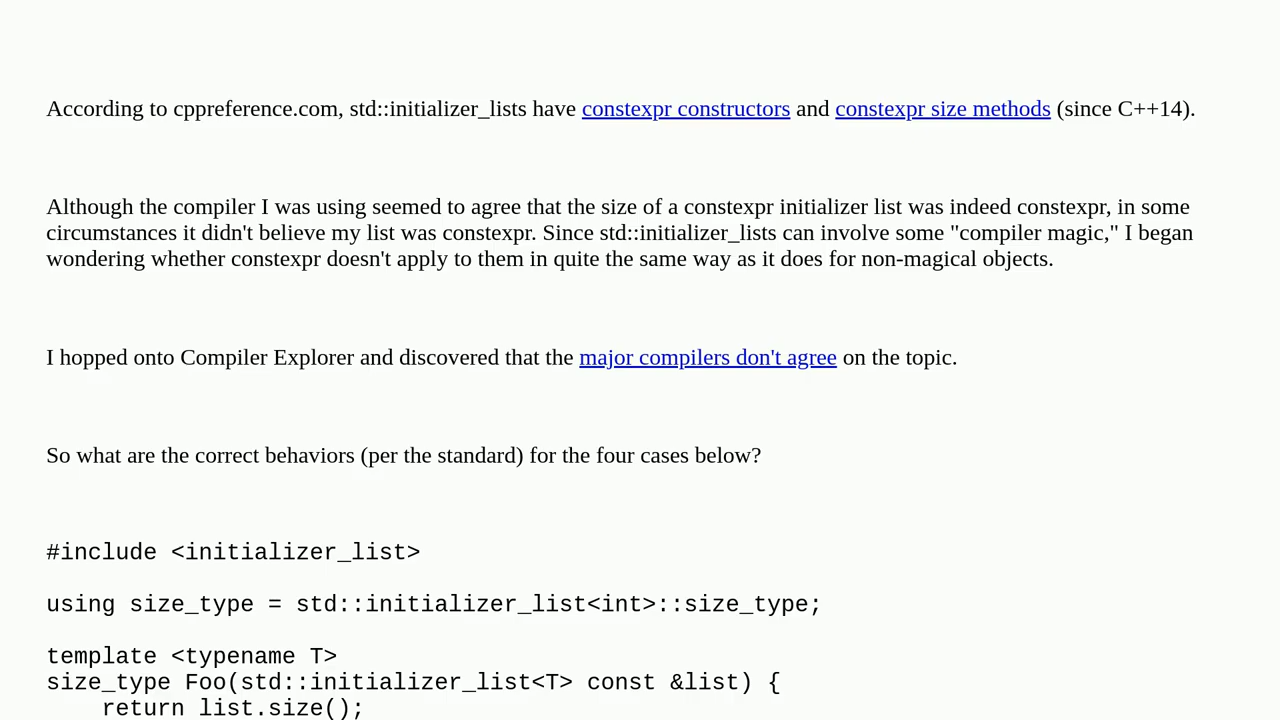 According to cppreference.com, std::initializer_lists have constexpr constructors and constexpr size methods (since C++14).
Although the compiler I was using seemed to agree that the size of a constexpr initializer list was indeed constexpr, in some
circumstances it didn't believe my list was constexpr. Since std::initializer_lists can involve some "compiler magic," I began
wondering whether constexpr doesn't apply to them in quite the same way as it does for non-magical objects.
I hopped onto Compiler Explorer and discovered that the major compilers don't agree on the topic.
So what are the correct behaviors (per the standard) for the four cases below?
#include <initializer_list>
using size_type = std::initializer_list<int>::size_type;
template <typename T>
size_type Foo(std::initializer_list<T> const &list) {
    return list.size();